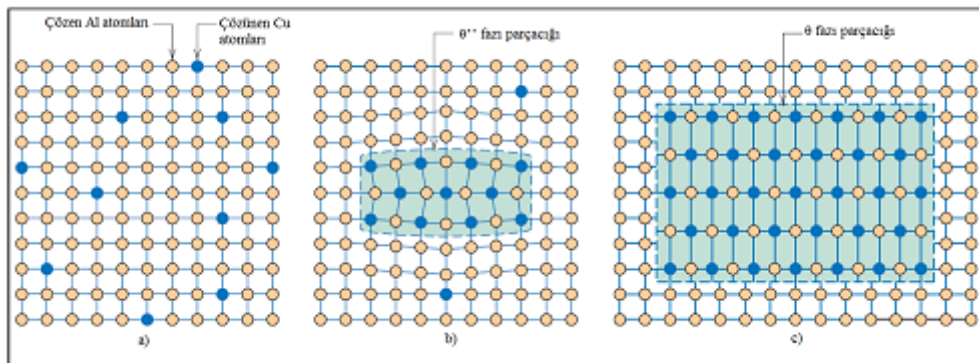 Çözen Al atomları
Çözünen Cu
atomları
θ'' fazı parçacığı
θ fazı parçacığı
a)
b)
c)